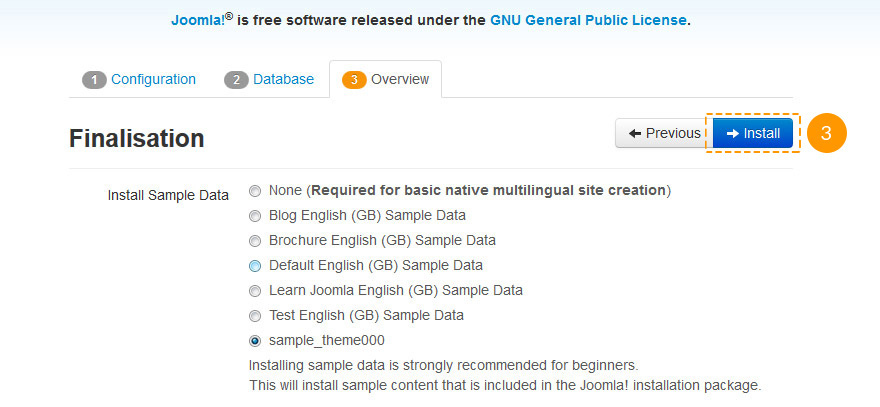 Joomla!® is free software released under the GNU General Public License.
1 Configuration 2 Database 3 Overview
Finalisation
Previous Install 3
Install Sample Data
None (Required for basic native multilingual site creation)
Blog English (GB) Sample Data
Brochure English (GB) Sample Data
Default English (GB) Sample Data
Learn Joomla English (GB) Sample Data
Test English (GB) Sample Data
sample_theme000
Installing sample data is strongly recommended for beginners.
This will install sample content that is included in the Joomla! installation package.